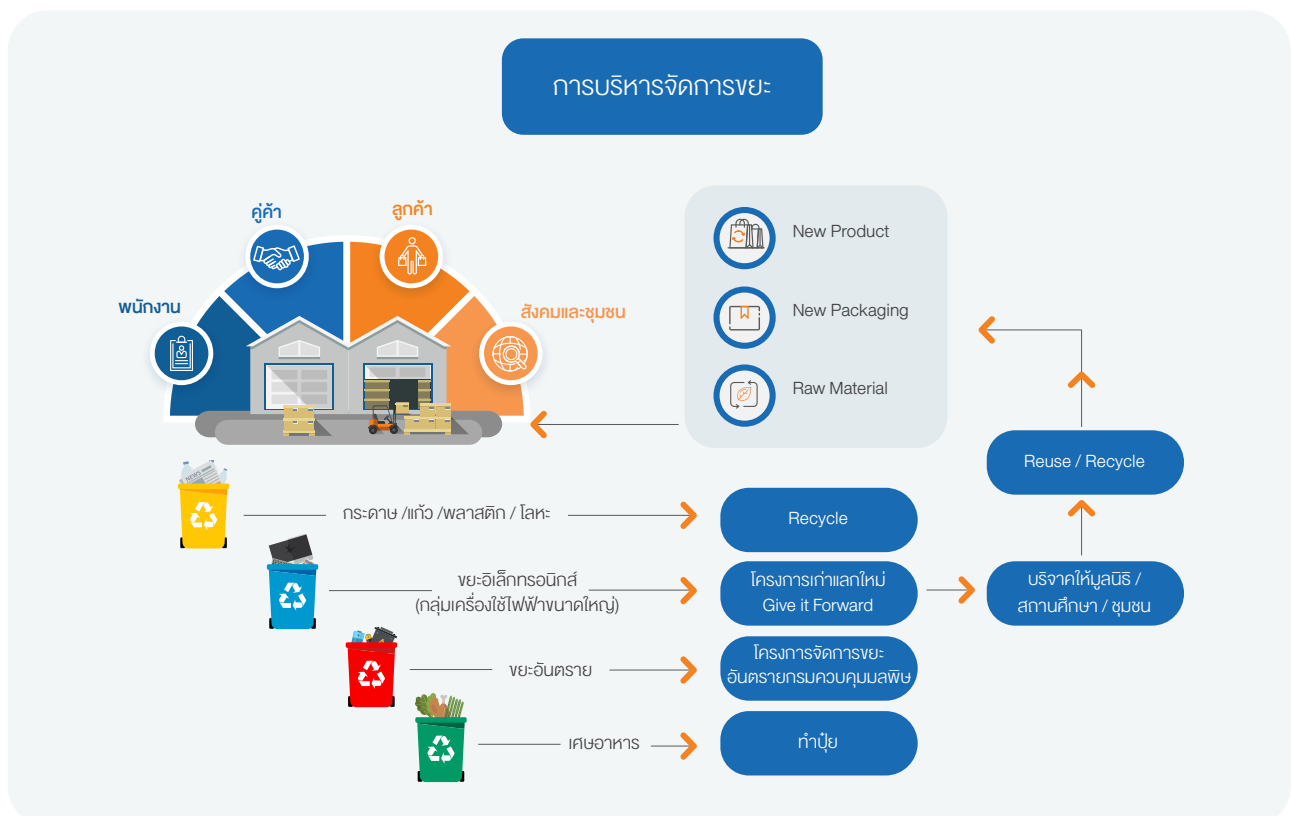 การบริหารจัดการขยะ
คู่ค้า
ลูกค้า
พนักงาน
สังคมและชุมชน
New Product
New Packaging
Raw Material
Reuse / Recycle
NEWS
กระดาษ /แก้ว /พลาสติก / โลหะ
Recycle
ขยะอิเล็กทรอนิกส์
(กลุ่มเครื่องใช้ไฟฟ้าขนาดใหญ่)
โครงการเก่าแลกใหม่
Give it Forward
บริจาคให้มูลนิธิ /
สถานศึกษา / ชุมชน
ขยะอันตราย
โครงการจัดการขยะ
อันตรายกรมควบคุมมลพิษ
เศษอาหาร
ทำปุ๋ย